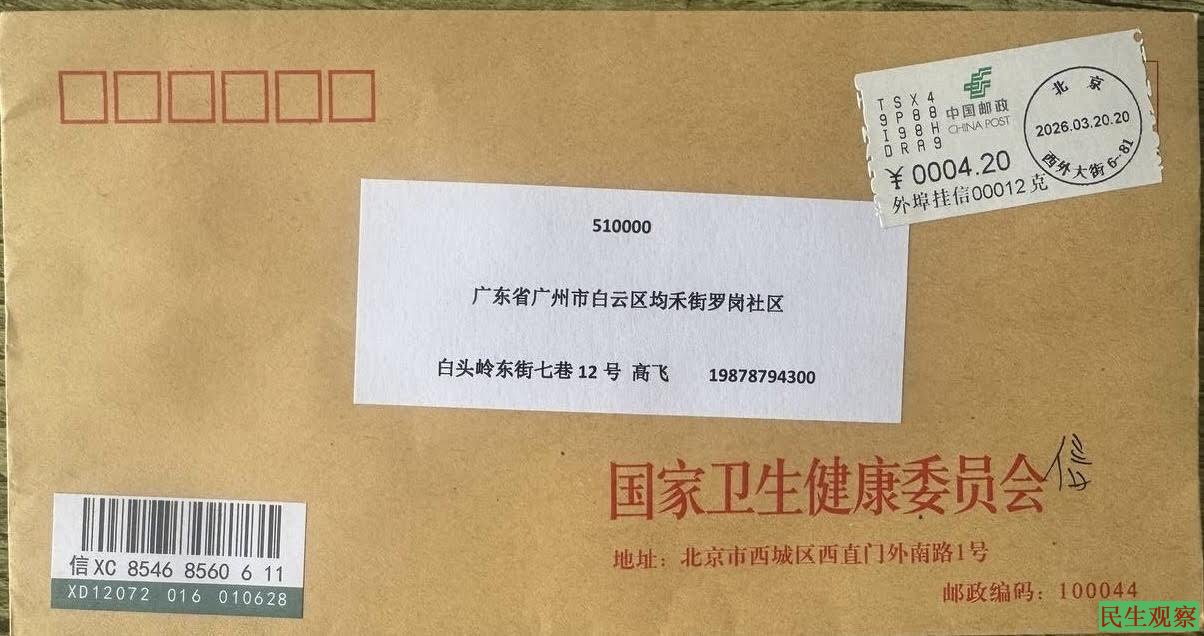 TSX4
9P88
I98H
DRA9
中国邮政
CHINA POST
北京
2026.03.20.20
西外大街6-81
¥0004.20
外埠挂信00012克
510000
广东省广州市白云区均禾街罗岗社区
白头岭东街七巷12号 高飞 19878794300
国家卫生健康委员会
地址：北京市西城区西直门外南路1号
邮政编码：100044
信XC 8546 8560 6 11
XD12072 016 010628
民生观察